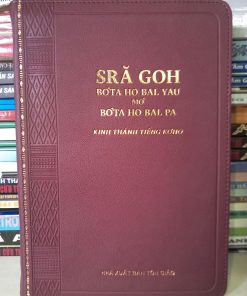 SRĂ GOH
BƠTA HO BAL YAU
MƠ
BƠTA HO BAL PA
KINH THÁNH TIẾNG KƠHO
NHÀ XUẤT BẢN TÔN GIÁO